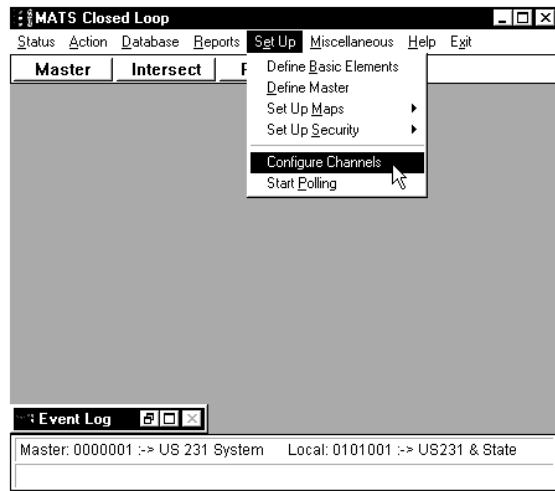 MATS Closed Loop
Status Action Database Reports Set Up Miscellaneous Help Exit
Master Intersect
Define Basic Elements
Define Master
Set Up Maps
Set Up Security
Configure Channels
Start Polling
Event Log
Master: 0000001 :-> US 231 System Local: 0101001 :-> US231 & State